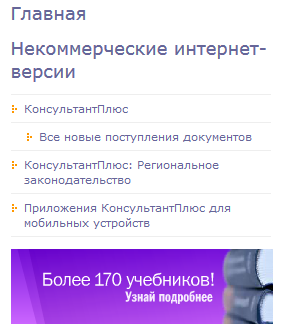 Главная
Некоммерческие интернет-
версии
КонсультантПлюс
Все новые поступления документов
КонсультантПлюс: Региональное
законодательство
Приложения КонсультантПлюс для
мобильных устройств
Более 170 учебников!
Узнай подробнее